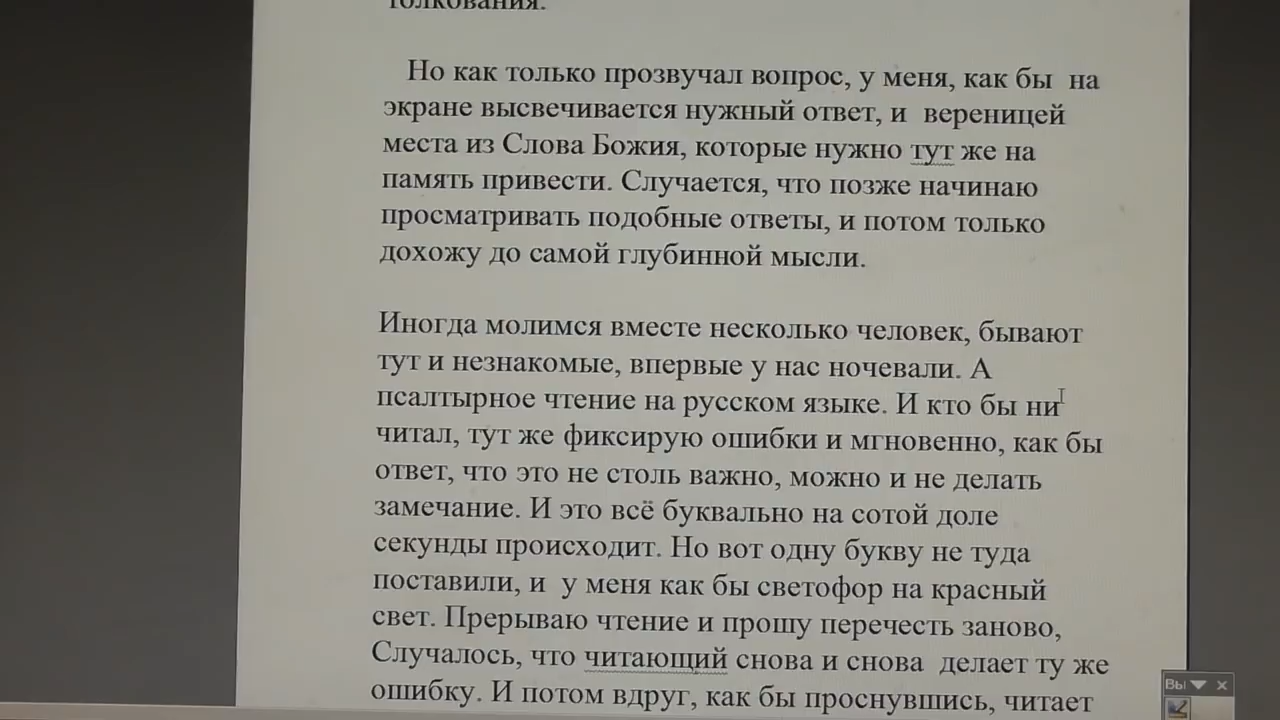 толкования.
Но как только прозвучал вопрос, у меня, как бы на
экране высвечивается нужный ответ, и вереницей
места из Слова Божия, которые нужно тут же на
память привести. Случается, что позже начинаю
просматривать подобные ответы, и потом только
дохожу до самой глубинной мысли.
Иногда молимся вместе несколько человек, бывают
тут и незнакомые, впервые у нас ночевали. А
псалтырное чтение на русском языке. И кто бы ни
читал, тут же фиксирую ошибки и мгновенно, как бы
ответ, что это не столь важно, можно и не делать
замечание. И это всё буквально на сотой доле
секунды происходит. Но вот одну букву не туда
поставили, и у меня как бы светофор на красный
свет. Прерываю чтение и прошу перечесть заново,
Случалось, что читающий снова и снова делает ту же
ошибку. И потом вдруг, как бы проснувшись, читает
Вы